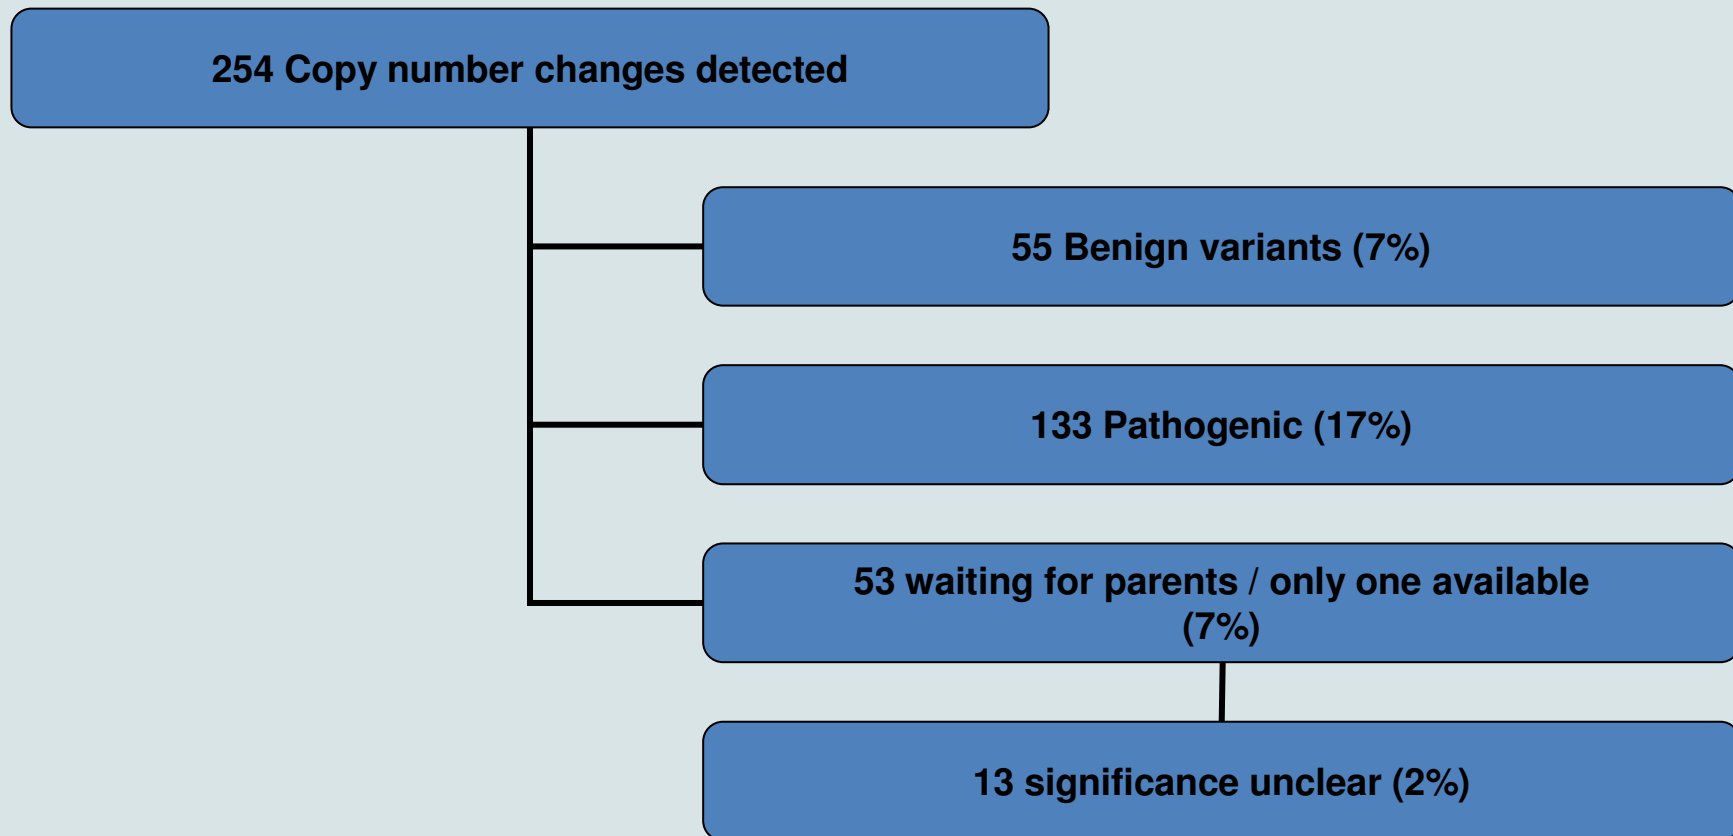 254 Copy number changes detected
55 Benign variants (7%)
133 Pathogenic (17%)
53 waiting for parents / only one available
(7%)
13 significance unclear (2%)